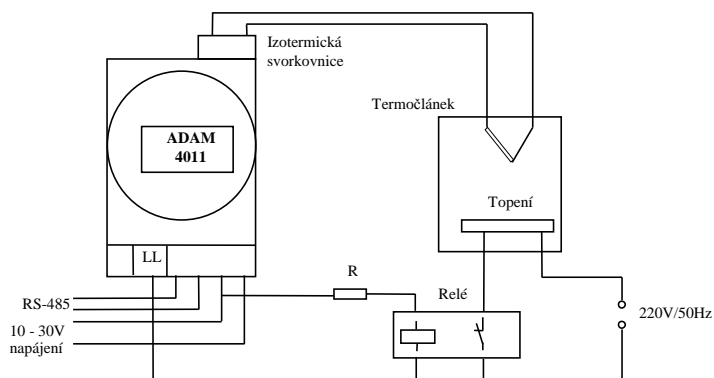 Izotermická
svorkovnice
Termočlánek
ADAM
4011
Topení
LL
R
RS-485
Relé
10 - 30V
napájení
220V/50Hz